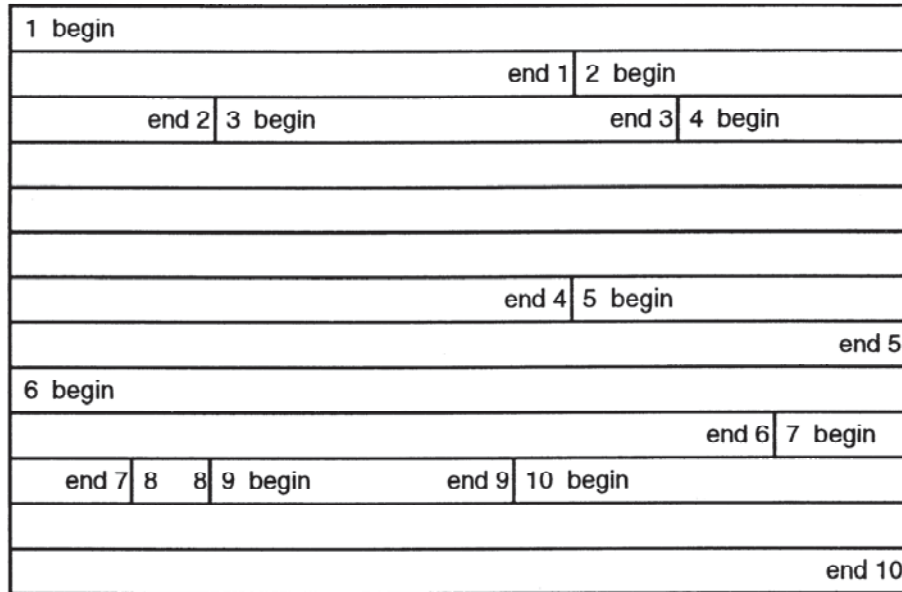 1 begin
end 1 2 begin
end 2 3 begin end 3 4 begin
end 4 5 begin
end 5
6 begin
end 6 7 begin
end 7 8 8 9 begin end 9 10 begin
end 10